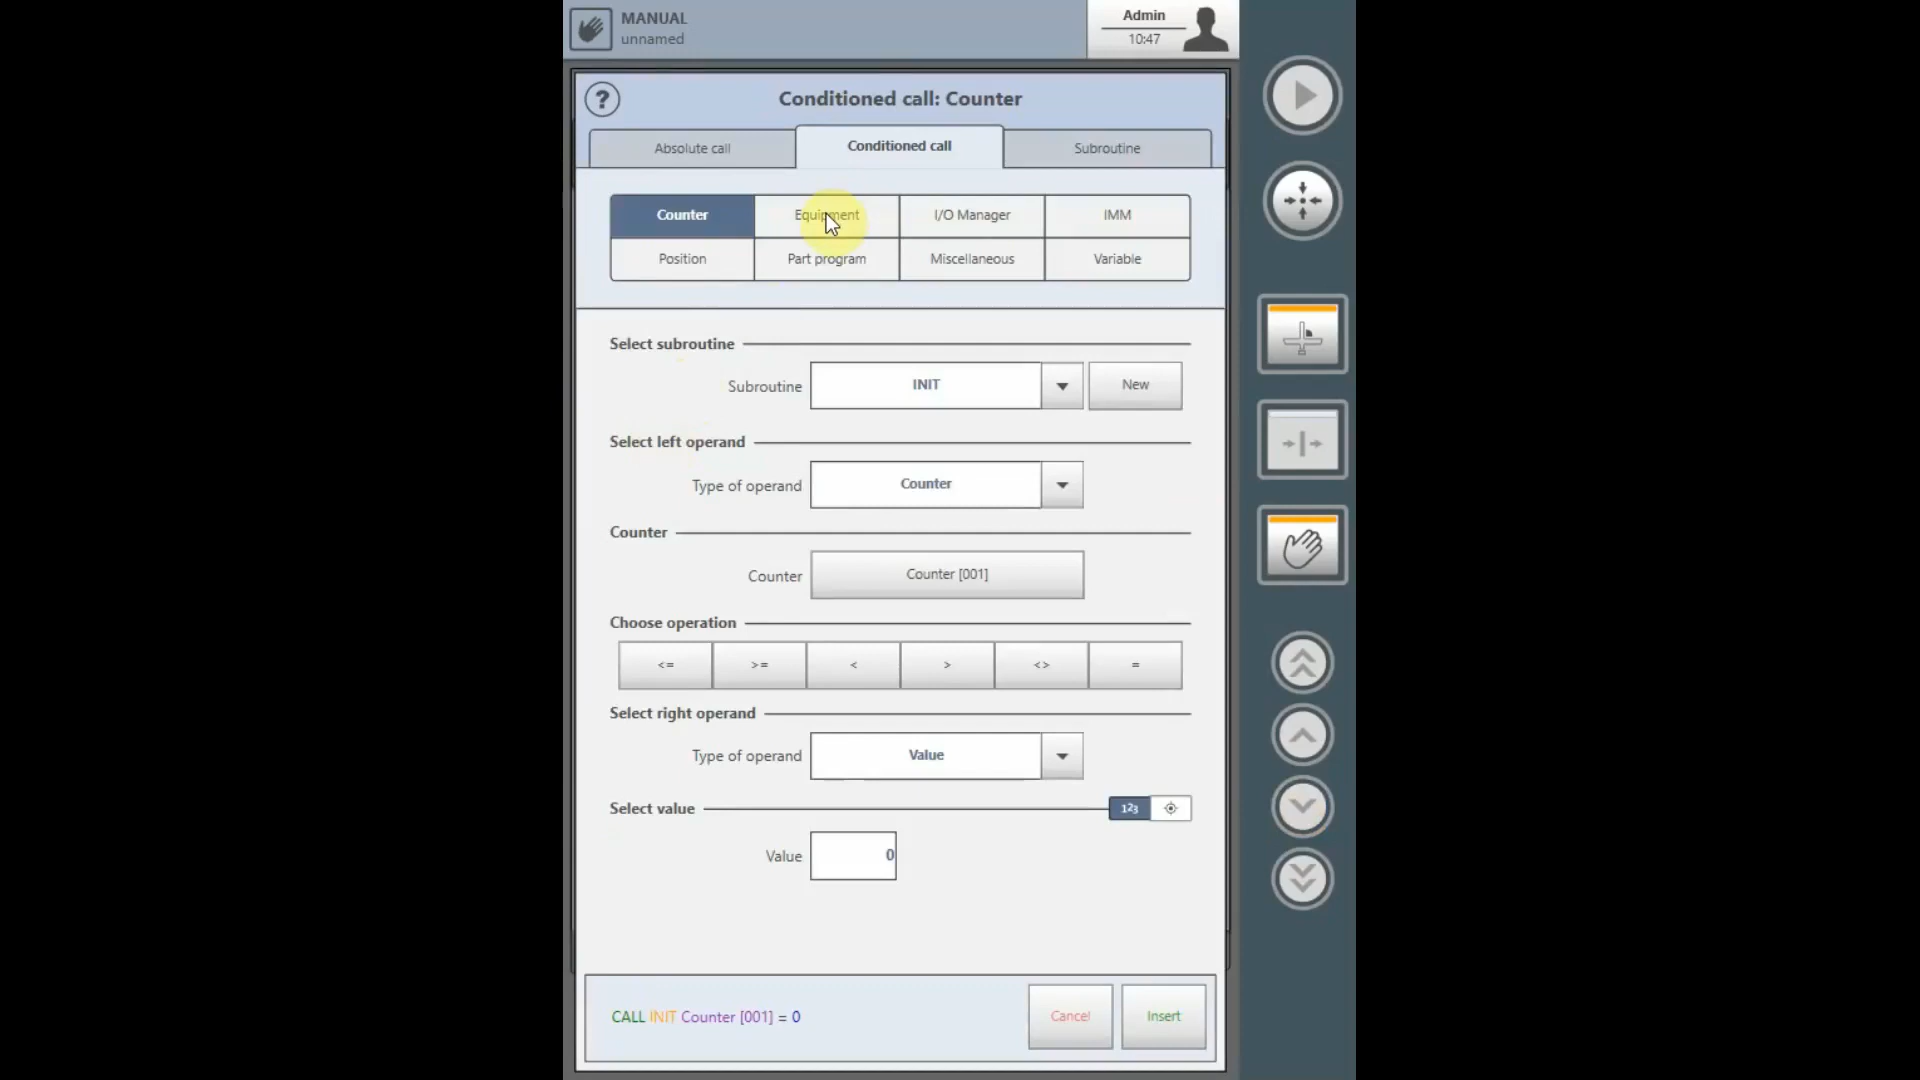 MANUAL
unnamed
Admin
10:47
?
Conditioned call: Counter
Absolute call
Conditioned call
Subroutine
Counter
Equipment
I/O Manager
IMM
Position
Part program
Miscellaneous
Variable
Select subroutine
Subroutine
INIT
New
Select left operand
Type of operand
Counter
Counter
Counter
Counter [001]
Choose operation
<=
>=
<
>
<>
=
Select right operand
Type of operand
Value
Select value
123
Value
0
CALL INIT Counter [001] = 0
Cancel
Insert